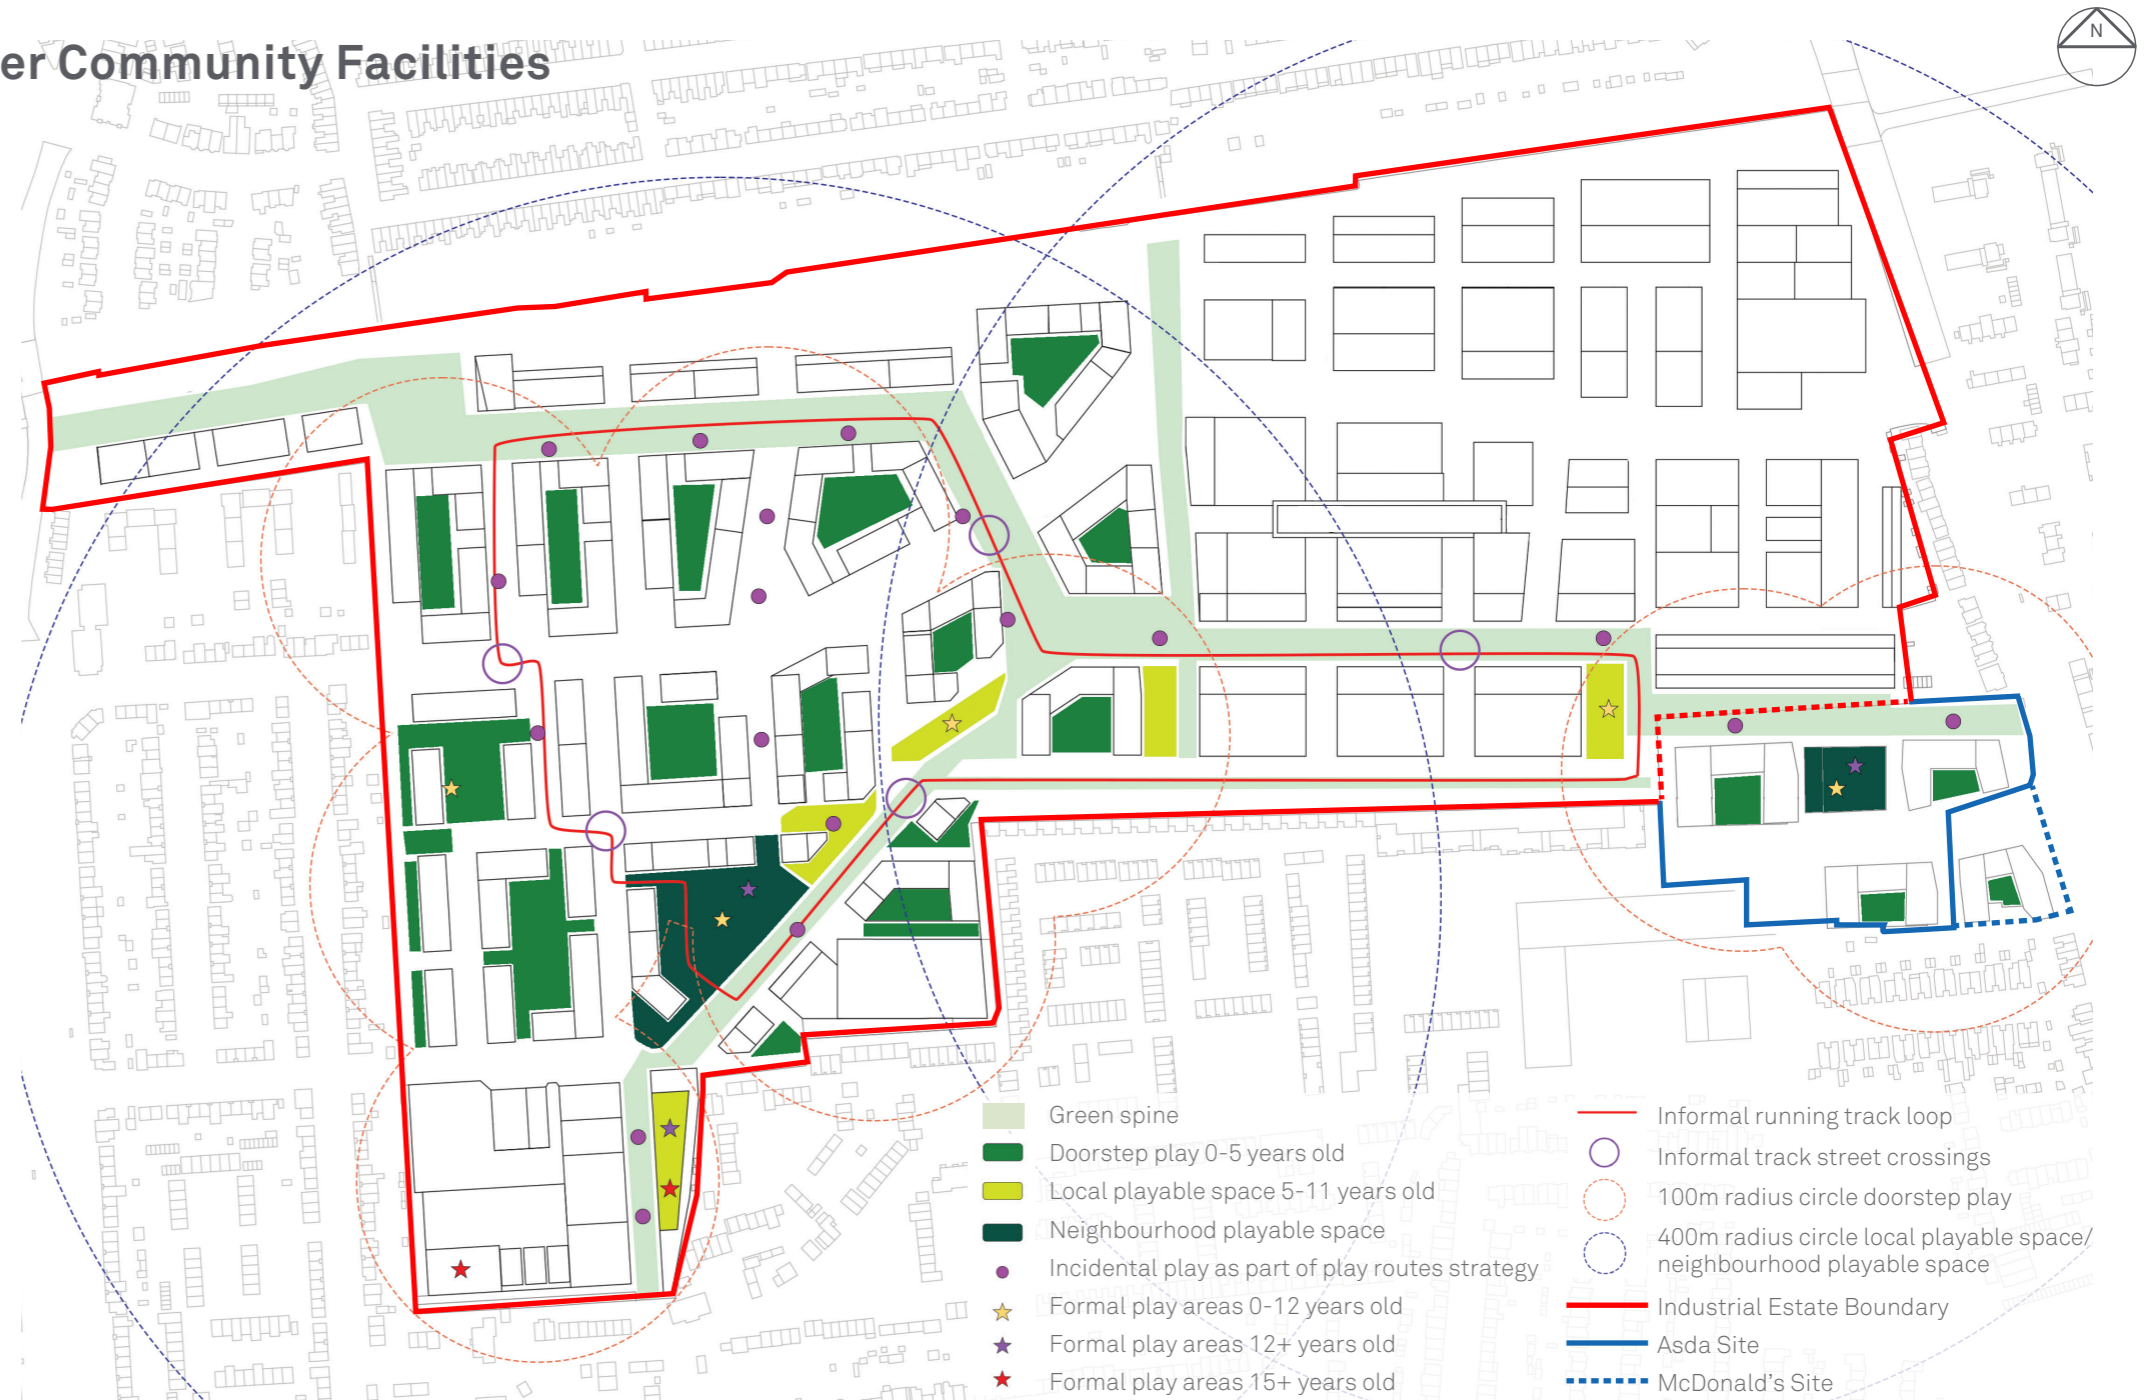 er Community Facilities
N
Green spine
Doorstep play 0-5 years old
Local playable space 5-11 years old
Neighbourhood playable space
Incidental play as part of play routes strategy
Formal play areas 0-12 years old
Formal play areas 12+ years old
Formal play areas 15+ years old
Informal running track loop
Informal track street crossings
100m radius circle doorstep play
400m radius circle local playable space/
neighbourhood playable space
Industrial Estate Boundary
Asda Site
McDonald's Site